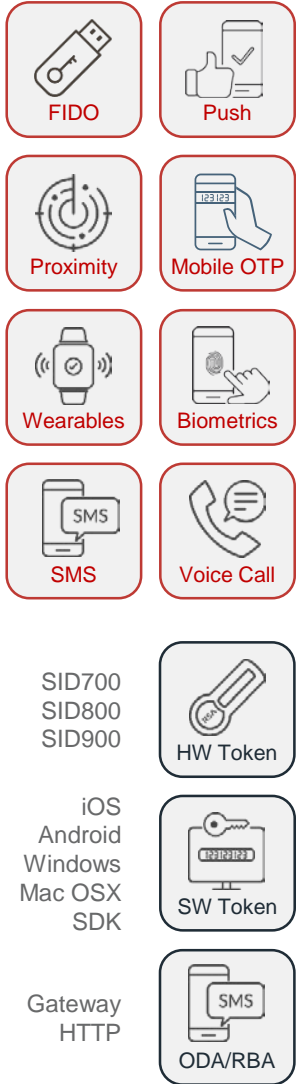 FIDO
Push
Proximity
123123
Mobile OTP
Wearables
Biometrics
SMS
SMS
Voice Call
SID700
SID800
SID900
RSA
HW Token
iOS
Android
Windows
Mac OSX
SDK
123123123
SW Token
Gateway
HTTP
SMS
ODA/RBA